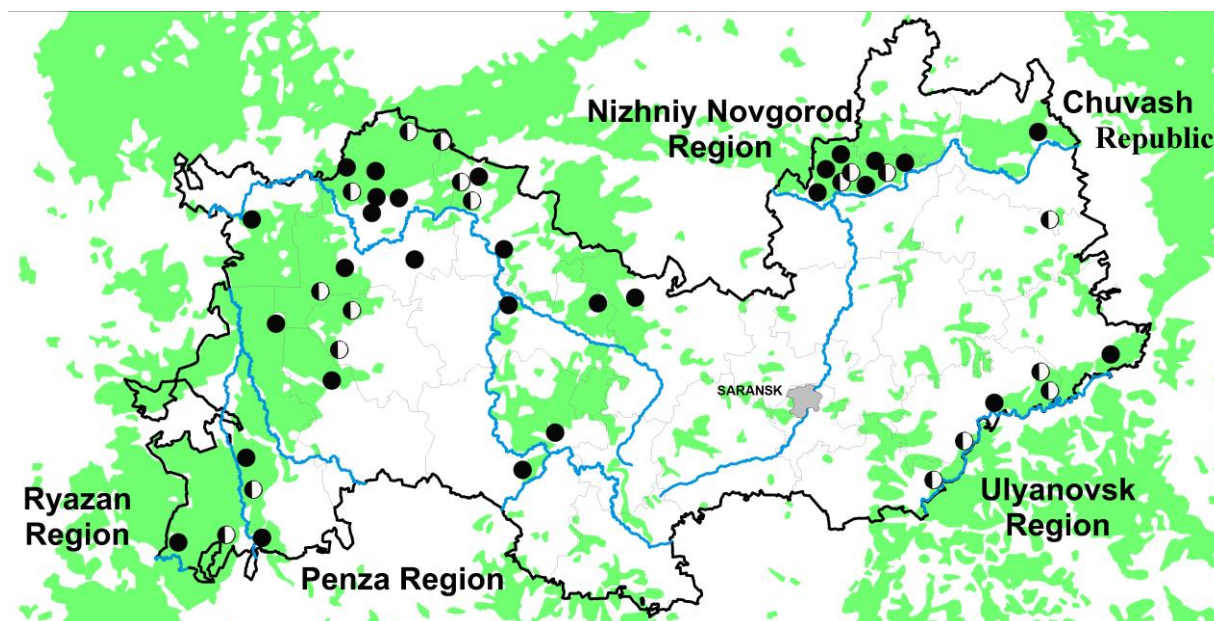 Nizhniy Novgorod
Region
Chuvash
Republic
SARANSK
Ryazan
Region
Penza Region
Ulyanovsk
Region